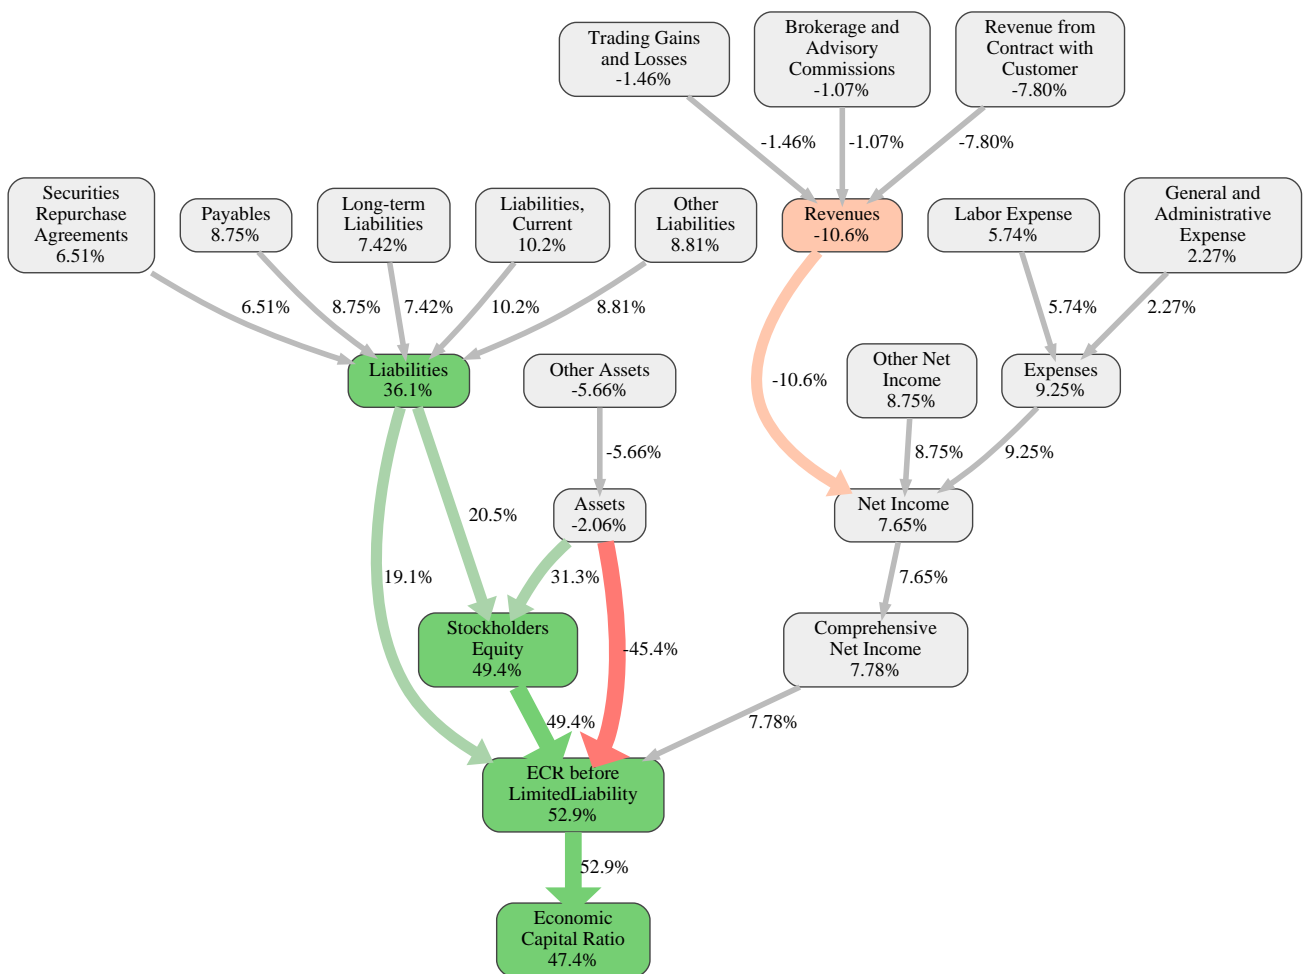 Trading Gains
and Losses
-1.46%
Brokerage and
Advisory
Commissions
-1.07%
Revenue from
Contract with
Customer
-7.80%
-1.46%
-1.07%
-7.80%
Securities
Repurchase
Agreements
6.51%
Payables
8.75%
Long-term
Liabilities
7.42%
Liabilities,
Current
10.2%
Other
Liabilities
8.81%
Revenues
-10.6%
Labor Expense
5.74%
General and
Administrative
Expense
2.27%
6.51%
8.75%
7.42%
10.2%
8.81%
5.74%
2.27%
Liabilities
36.1%
Other Assets
-5.66%
-10.6%
Other Net
Income
8.75%
Expenses
9.25%
-5.66%
8.75%
9.25%
20.5%
Assets
-2.06%
Net Income
7.65%
19.1%
31.3%
7.65%
Stockholders
Equity
49.4%
-45.4%
Comprehensive
Net Income
7.78%
49.4%
7.78%
ECR before
LimitedLiability
52.9%
52.9%
Economic
Capital Ratio
47.4%